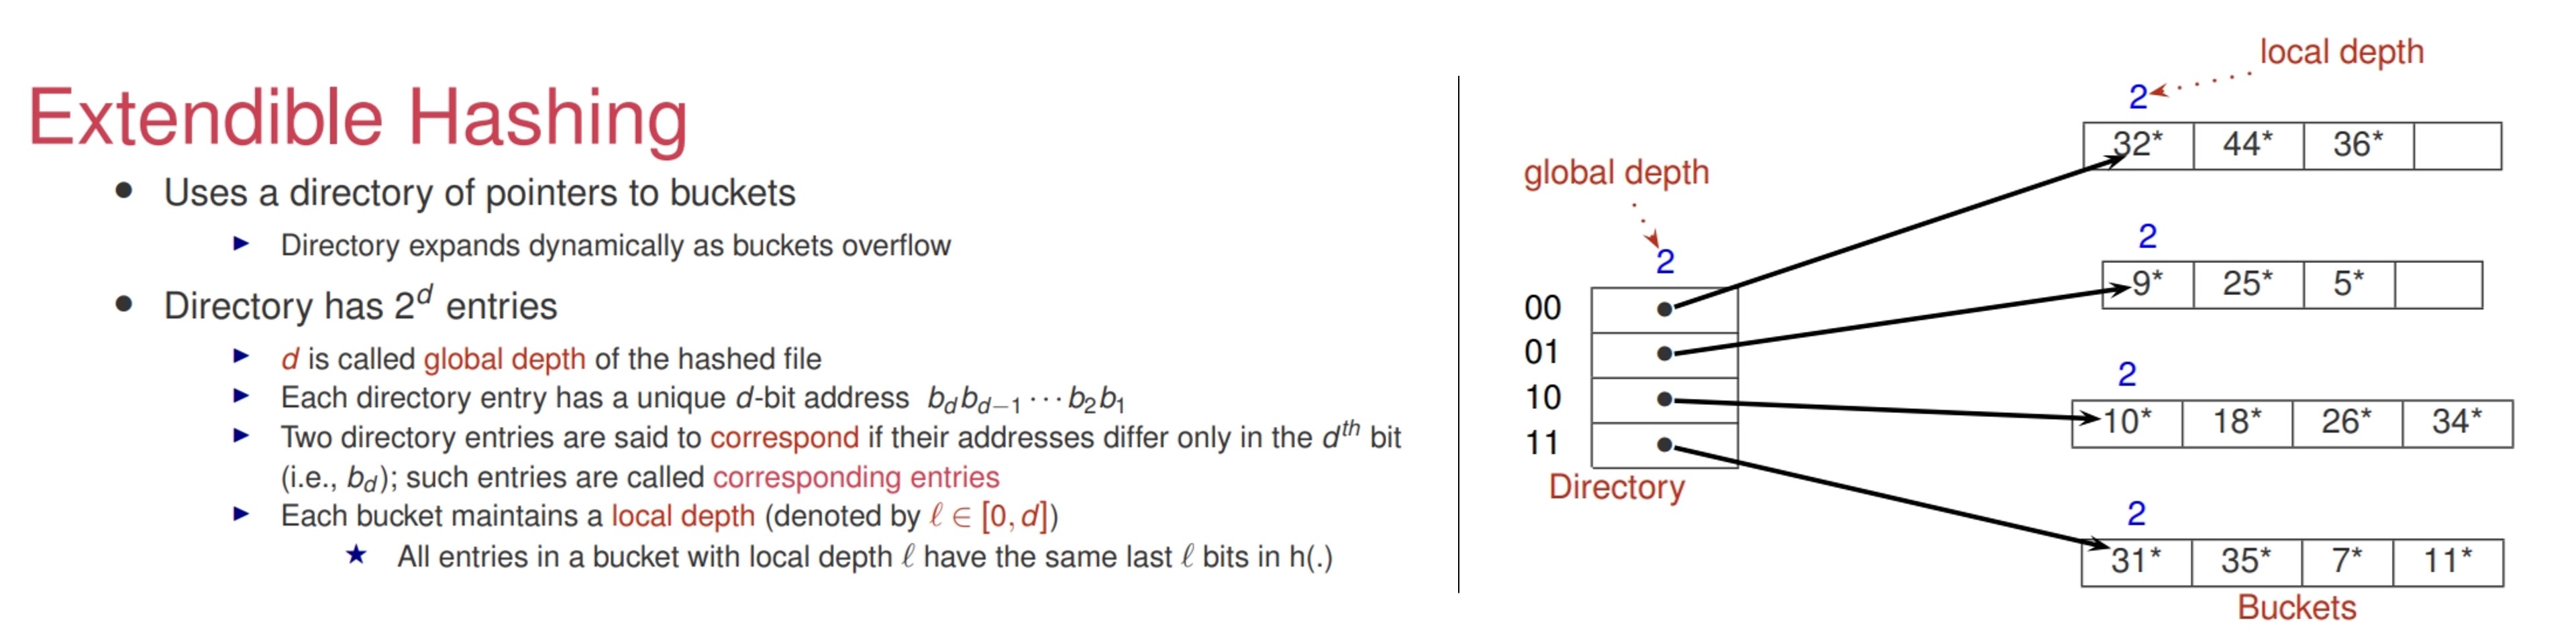 Extendible Hashing
● Uses a directory of pointers to buckets
► Directory expands dynamically as buckets overflow
● Directory has 2^d entries
► d is called global depth of the hashed file
► Each directory entry has a unique d-bit address b_d b_{d−1} ··· b_2 b_1
► Two directory entries are said to correspond if their addresses differ only in the d^th bit
(i.e., b_d); such entries are called corresponding entries
► Each bucket maintains a local depth (denoted by ℓ ∈ [0, d])
★ All entries in a bucket with local depth ℓ have the same last ℓ bits in h(.)
global depth
2
00
01
10
11
Directory
local depth
2
32* 44* 36*
2
9* 25* 5*
2
10* 18* 26* 34*
2
31* 35* 7* 11*
Buckets